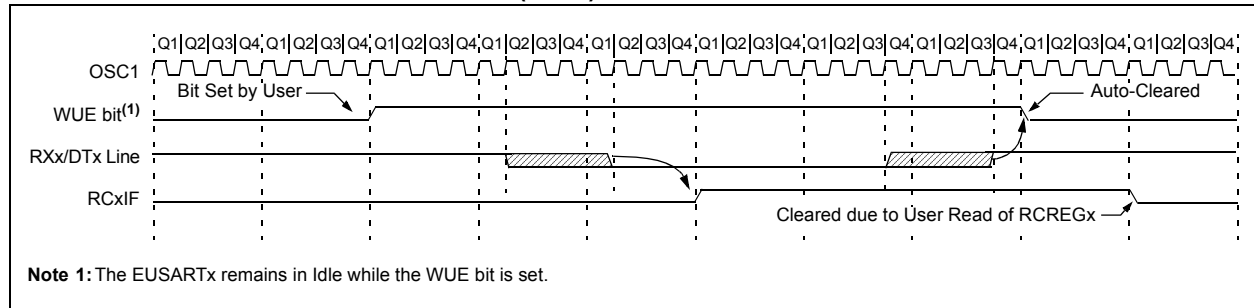 Q1 Q2 Q3 Q4 Q1 Q2 Q3 Q4 Q1 Q2 Q3 Q4 Q1 Q2 Q3 Q4 Q1 Q2 Q3 Q4 Q1 Q2 Q3 Q4 Q1 Q2 Q3 Q4 Q1 Q2 Q3 Q4 Q1 Q2 Q3 Q4 Q1 Q2 Q3 Q4
OSC1
Bit Set by User
Auto-Cleared
WUE bit(1)
RXx/DTx Line
RCxIF
Cleared due to User Read of RCREGx
Note 1: The EUSARTx remains in Idle while the WUE bit is set.